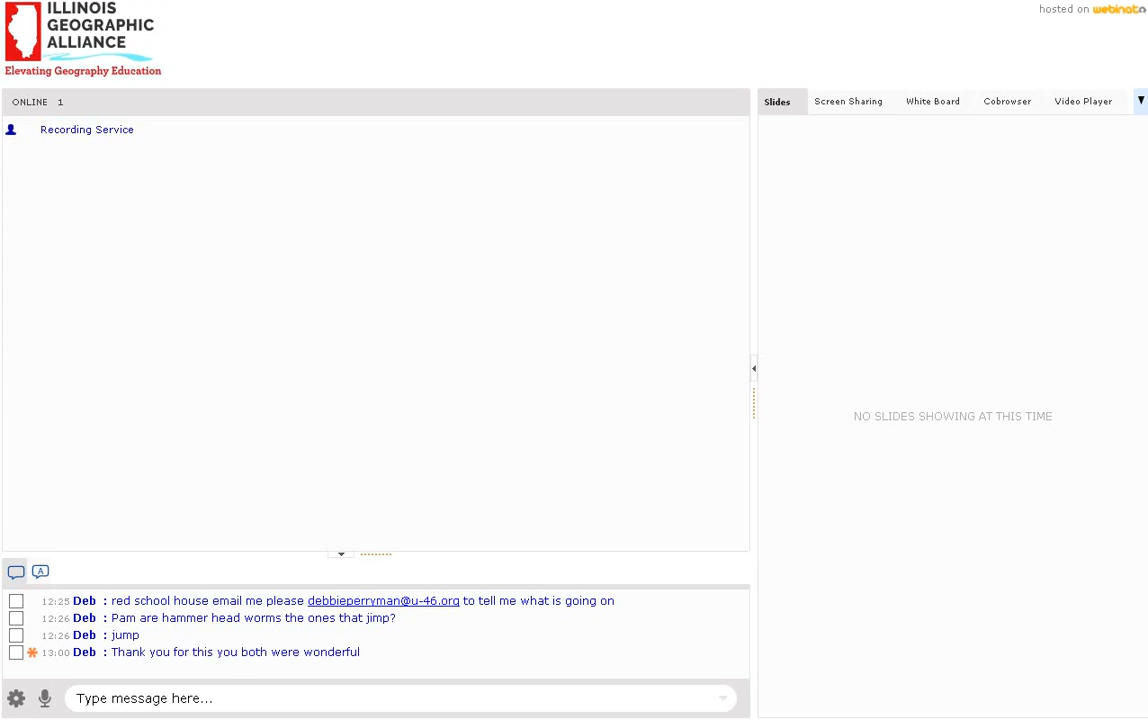 ILLINOIS
GEOGRAPHIC
ALLIANCE
Elevating Geography Education
hosted on webinato
ONLINE 1
Slides Screen Sharing White Board Cobrowser Video Player
Recording Service
NO SLIDES SHOWING AT THIS TIME
A
12:25 Deb : red school house email me please debbieperryman@u-46.org to tell me what is going on
12:26 Deb : Pam are hammer head worms the ones that jimp?
12:26 Deb : jump
13:00 Deb : Thank you for this you both were wonderful
Type message here...